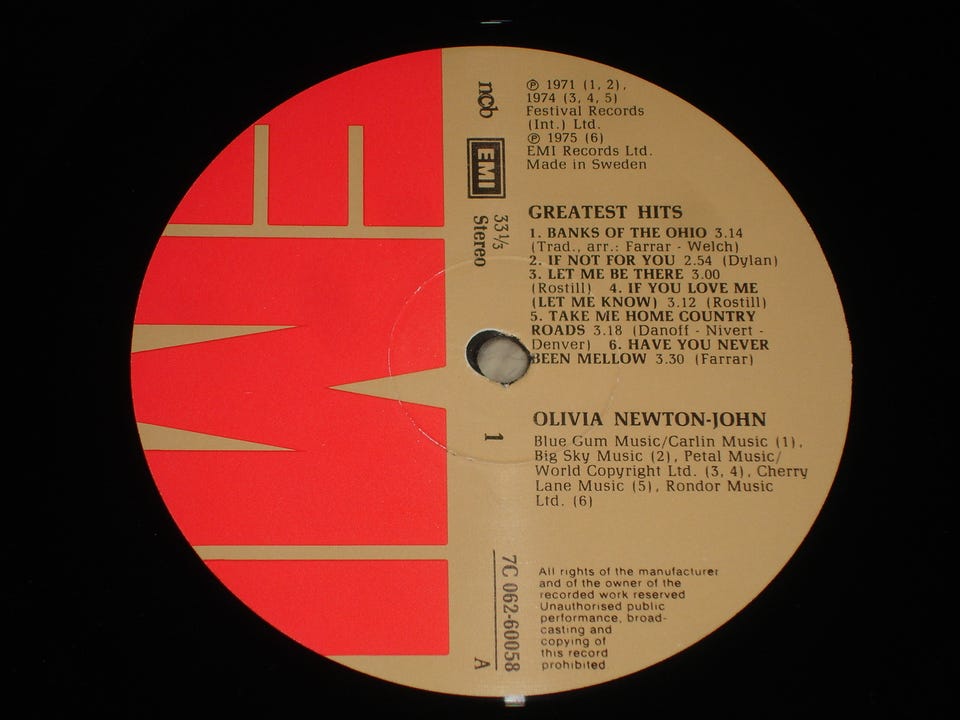 ℗ 1971 (1, 2),
1974 (3, 4, 5)
Festival Records
(Int.) Ltd.
℗ 1975 (6)
EMI Records Ltd.
Made in Sweden
ncb
EMI
33 1/3
Stereo
GREATEST HITS
1. BANKS OF THE OHIO 3.14
(Trad., arr.: Farrar - Welch)
2. IF NOT FOR YOU 2.54 (Dylan)
3. LET ME BE THERE 3.00
(Rostill) 4. IF YOU LOVE ME
(LET ME KNOW) 3.12 (Rostill)
5. TAKE ME HOME COUNTRY
ROADS 3.18 (Danoff - Nivert -
Denver) 6. HAVE YOU NEVER
BEEN MELLOW 3.30 (Farrar)
1
OLIVIA NEWTON-JOHN
Blue Gum Music/Carlin Music (1),
Big Sky Music (2), Petal Music/
World Copyright Ltd. (3, 4), Cherry
Lane Music (5), Rondor Music
Ltd. (6)
7C 062-60058
A
All rights of the manufacturer
and of the owner of the
recorded work reserved
Unauthorised public
performance, broad-
casting and
copying of
this record
prohibited
EMI